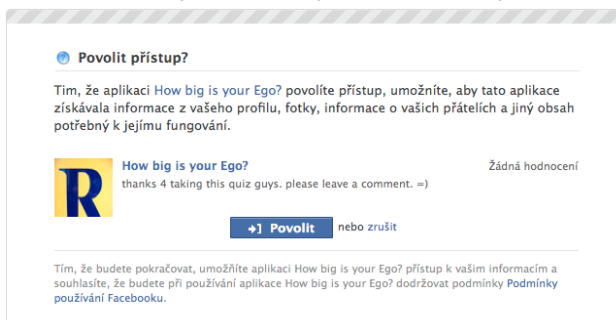 Povolit přístup?
Tim, že aplikaci How big is your Ego? povolíte přístup, umožníte, aby tato aplikace
získávala informace z vašeho profilu, fotky, informace o vašich přátelích a jiný obsah
potřebný k jejímu fungování.
R
How big is your Ego?
Žádná hodnocení
thanks 4 taking this quiz guys. please leave a comment. =)
Povolit nebo zrušit
Tím, že budete pokračovat, umožňíte aplikaci How big is your Ego? přístup k vašim informacím a
souhlasíte, že budete při používání aplikace How big is your Ego? dodržovat podmínky Podmínky
používání Facebooku.